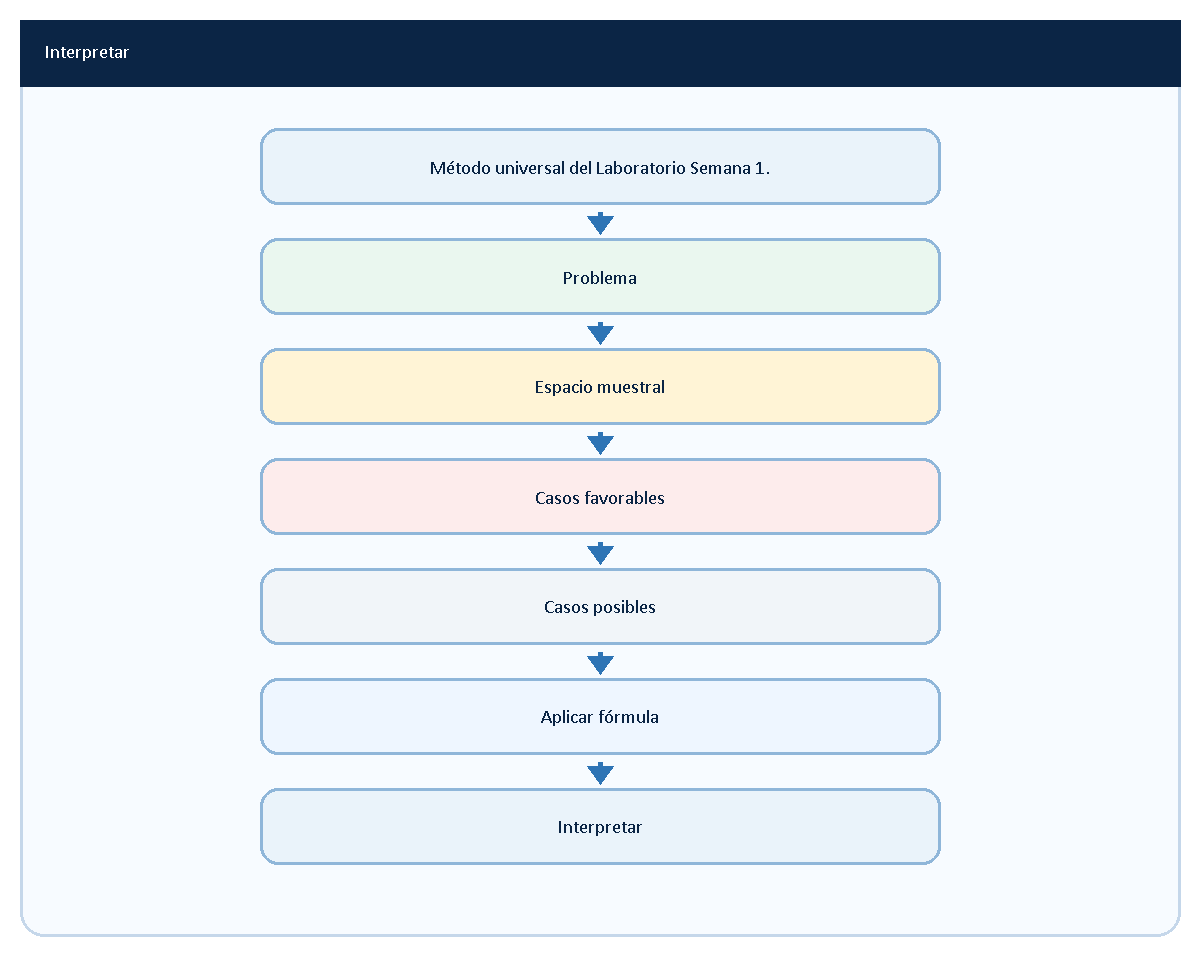 Interpretar
Método universal del Laboratorio Semana 1.
Problema
Espacio muestral
Casos favorables
Casos posibles
Aplicar fórmula
Interpretar